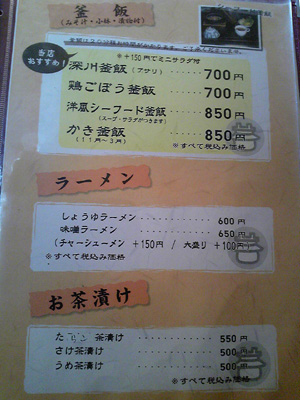 釜 飯
(みそ汁・小鉢・漬物付)
当店
おすすめ!
※+150円でミニサラダ付
深川釜飯(アサリ) 700円
鶏ごぼう釜飯 700円
洋風シーフード釜飯 850円
(スープ・サラダがつきます)
かき釜飯 850円
(11月~3月)
※すべて税込み価格
ラーメン
しょうゆラーメン 600円
味噌ラーメン 650円
(チャーシューメン +150円 / 大盛り +100円)
※すべて税込み価格
お茶漬け
茶漬け 550円
さけ茶漬け 500円
うめ茶漬け 500円
※すべて税込み価格